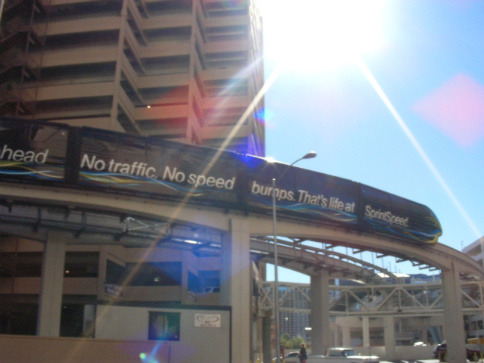 head No traffic. No speed bumps. That's life at SprintSpeed.